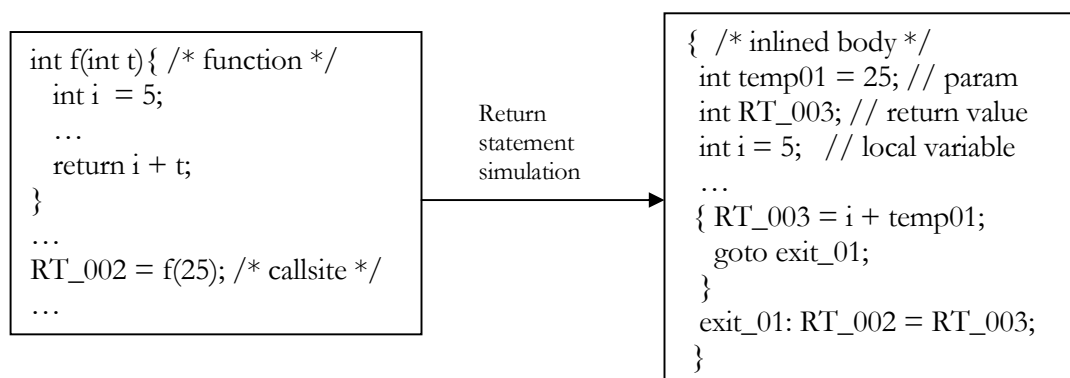 int f(int t){ /* function */
int i = 5;
…
return i + t;
}
…
RT_002 = f(25); /* callsite */
…
Return
statement
simulation
{ /* inlined body */
int temp01 = 25; // param
int RT_003; // return value
int i = 5; // local variable
…
{ RT_003 = i + temp01;
goto exit_01;
}
exit_01: RT_002 = RT_003;
}